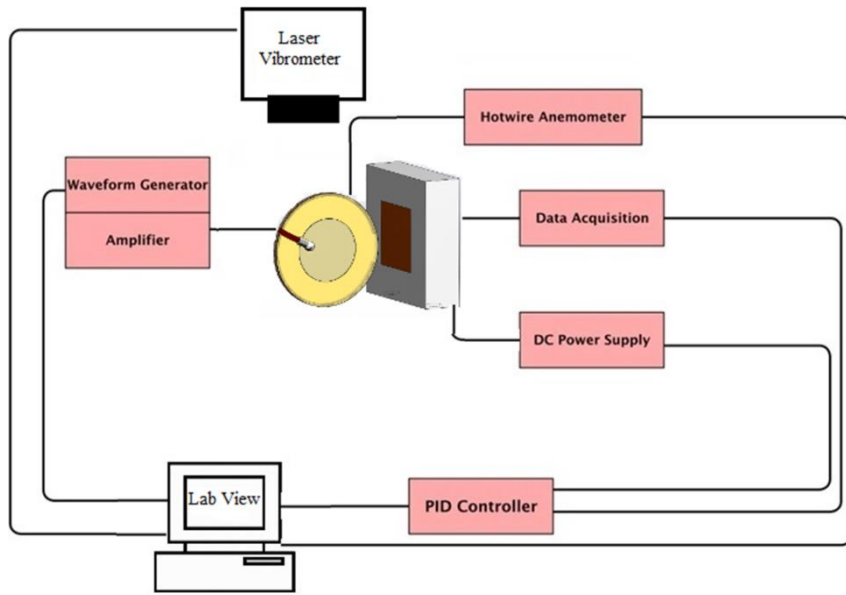 Laser
Vibrometer
Hotwire Anemometer
Waveform Generator
Amplifier
Data Acquisition
DC Power Supply
Lab View
PID Controller